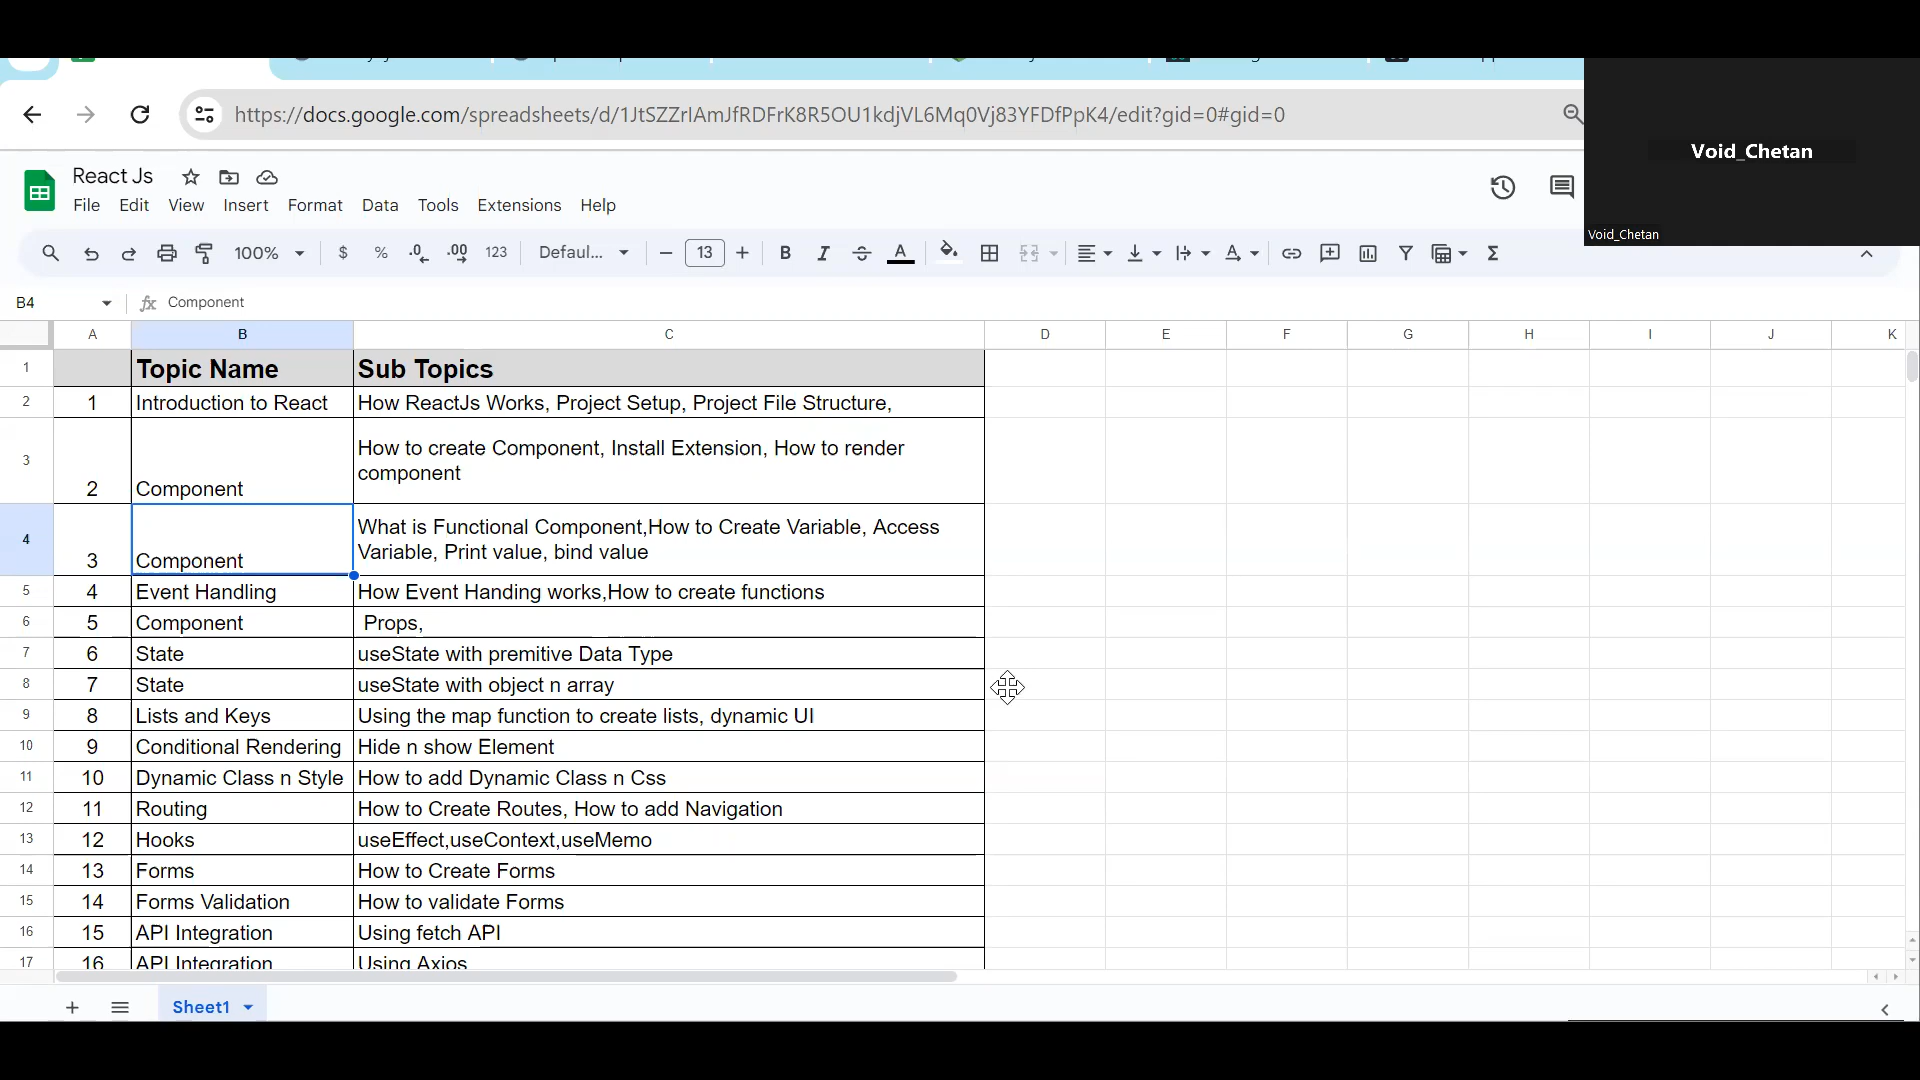 https://docs.google.com/spreadsheets/d/1JtSZZrIAmJfRDFrK8R5OU1kdjVL6Mq0Vj83YFDfPpK4/edit?gid=0#gid=0
Void_Chetan
React Js
File Edit View Insert Format Data Tools Extensions Help
Void_Chetan
100% $ % .0 .00 123 Defaul... 13 B I S A A Σ
B4 fx Component
A B C D E F G H I J K
1 Topic Name Sub Topics
2 1 Introduction to React How ReactJs Works, Project Setup, Project File Structure,
How to create Component, Install Extension, How to render
3 component
2 Component
What is Functional Component,How to Create Variable, Access
4 Variable, Print value, bind value
3 Component
5 4 Event Handling How Event Handing works,How to create functions
6 5 Component Props,
7 6 State useState with premitive Data Type
8 7 State useState with object n array
9 8 Lists and Keys Using the map function to create lists, dynamic UI
10 9 Conditional Rendering Hide n show Element
11 10 Dynamic Class n Style How to add Dynamic Class n Css
12 11 Routing How to Create Routes, How to add Navigation
13 12 Hooks useEffect,useContext,useMemo
14 13 Forms How to Create Forms
15 14 Forms Validation How to validate Forms
16 15 API Integration Using fetch API
17 16 API Integration Using Axios
Sheet1